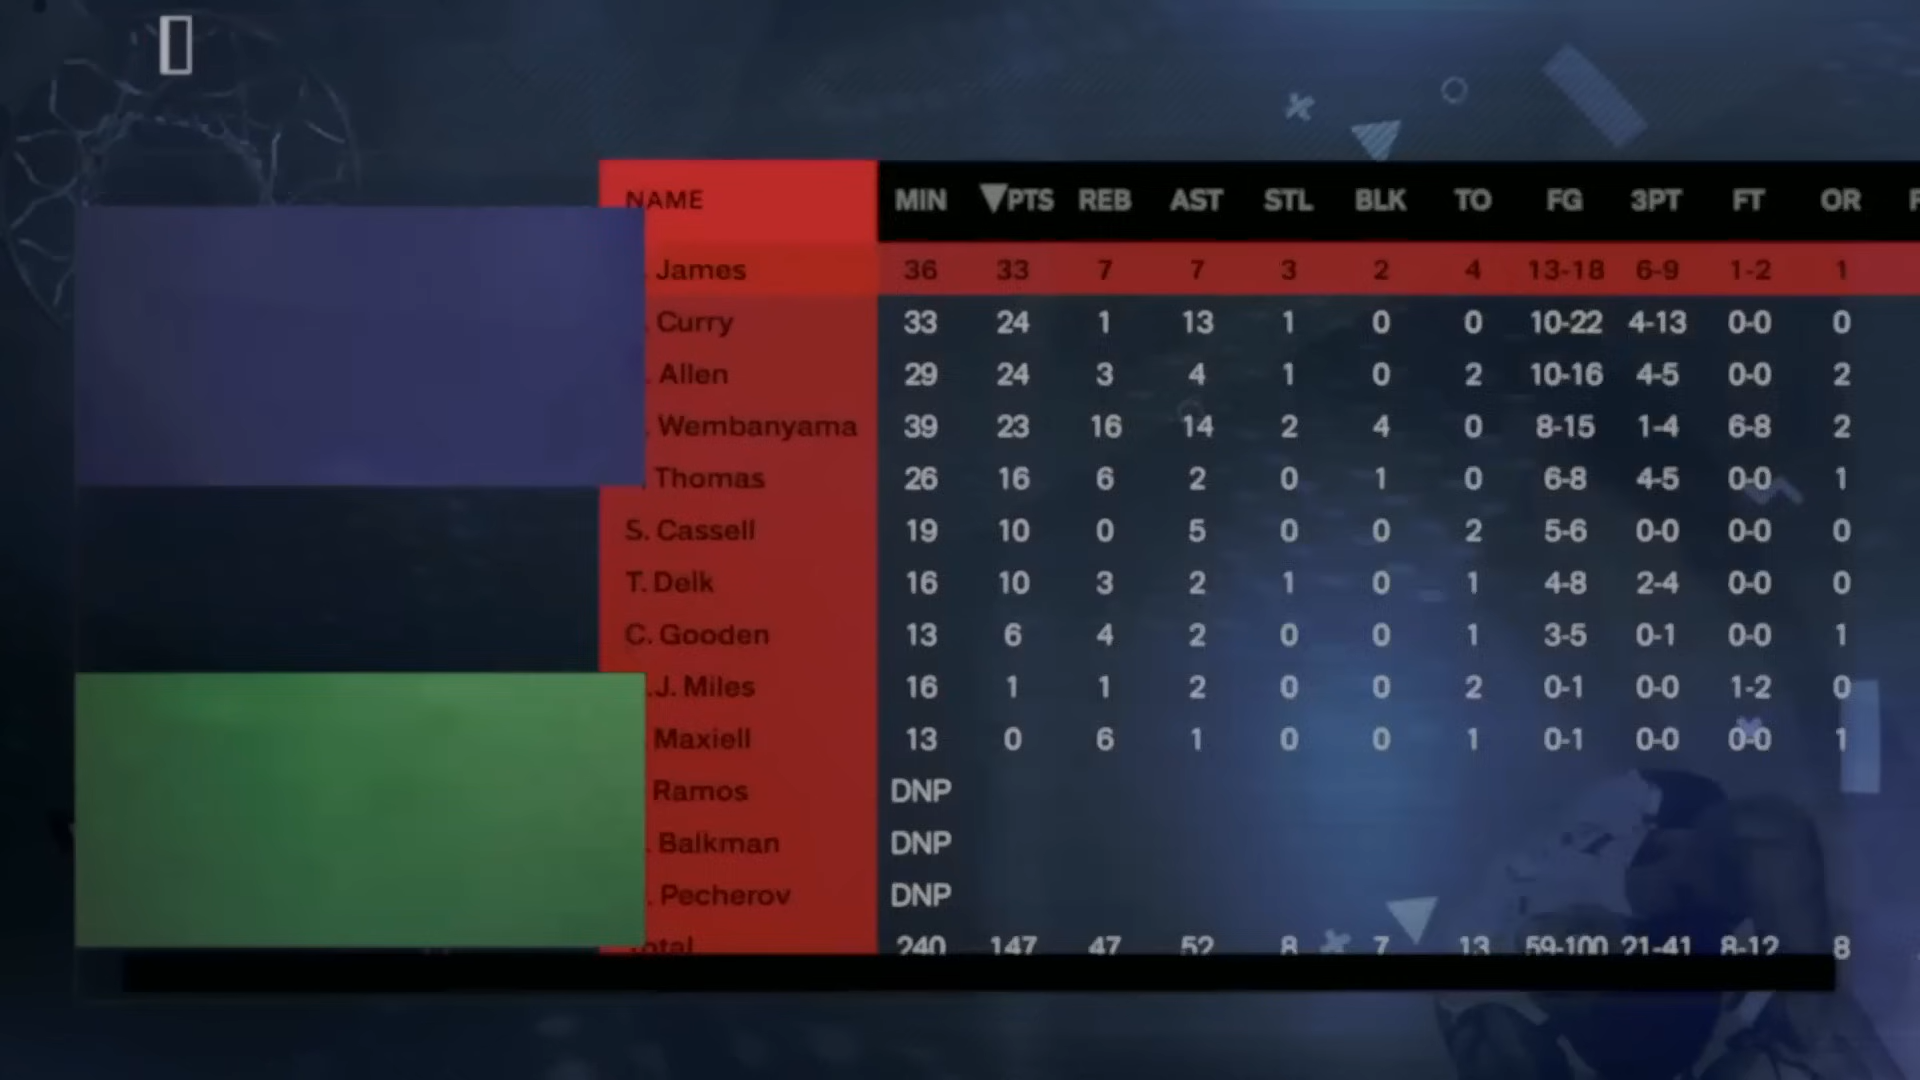 NAME MIN ▼PTS REB AST STL BLK TO FG 3PT FT OR F
. James 36 33 7 7 3 2 4 13-18 6-9 1-2 1
. Curry 33 24 1 13 1 0 0 10-22 4-13 0-0 0
. Allen 29 24 3 4 1 0 2 10-16 4-5 0-0 2
. Wembanyama 39 23 16 14 2 4 0 8-15 1-4 6-8 2
. Thomas 26 16 6 2 0 1 0 6-8 4-5 0-0 1
S. Cassell 19 10 0 5 0 0 2 5-6 0-0 0-0 0
T. Delk 16 10 3 2 1 0 1 4-8 2-4 0-0 0
C. Gooden 13 6 4 2 0 0 1 3-5 0-1 0-0 1
.J. Miles 16 1 1 2 0 0 2 0-1 0-0 1-2 0
Maxiell 13 0 6 1 0 0 1 0-1 0-0 0-0 1
Ramos DNP
. Balkman DNP
. Pecherov DNP
Total 240 147 47 52 8 7 13 59-100 21-41 8-12 8